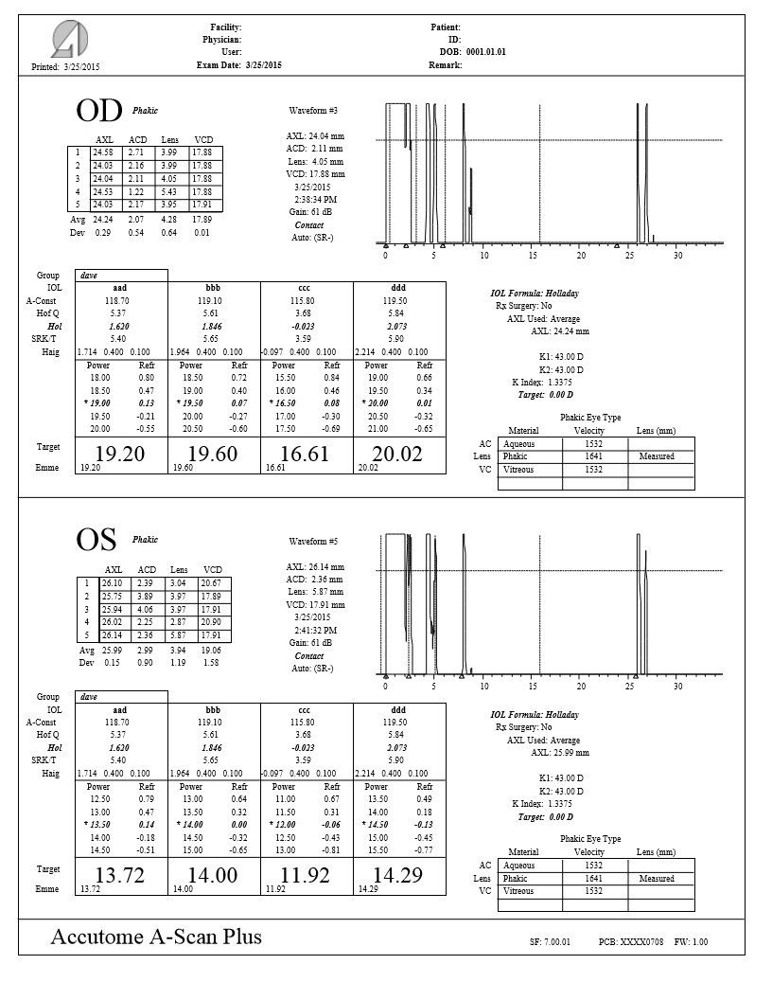 Facility:
Physician:
User:
Exam Date: 3/25/2015
Patient:
ID:
DOB: 0001.01.01
Remark:
Printed: 3/25/2015
OD Phakic
AXL ACD Lens VCD
1 24.58 2.71 3.99 17.88
2 24.03 2.16 3.99 17.88
3 24.04 2.11 4.05 17.88
4 24.53 1.22 5.43 17.88
5 24.03 2.17 3.95 17.91
Avg 24.24 2.07 4.28 17.89
Dev 0.29 0.54 0.64 0.01
Waveform #3
AXL: 24.04 mm
ACD: 2.11 mm
Lens: 4.05 mm
VCD: 17.88 mm
3/25/2015
2:38:34 PM
Gain: 61 dB
Contact
Auto: (SR-)
0 5 10 15 20 25 30
Group dave
IOL aad bbb ccc ddd
A-Const 118.70 119.10 115.80 119.50
Hof Q 5.37 5.61 3.68 5.84
Hol 1.620 1.846 -0.023 2.073
SRK/T 5.40 5.65 3.59 5.90
Haig 1.714 0.400 0.100 1.964 0.400 0.100 -0.097 0.400 0.100 2.214 0.400 0.100
Power Refr Power Refr Power Refr Power Refr
18.00 0.80 18.50 0.72 15.50 0.84 19.00 0.66
18.50 0.47 19.00 0.40 16.00 0.46 19.50 0.34
* 19.00 0.13 * 19.50 0.07 * 16.50 0.08 * 20.00 0.01
19.50 -0.21 20.00 -0.27 17.00 -0.30 20.50 -0.32
20.00 -0.55 20.50 -0.60 17.50 -0.69 21.00 -0.65
Target 19.20 19.60 16.61 20.02
Emme 19.20 19.60 16.61 20.02
IOL Formula: Holladay
Rx Surgery: No
AXL Used: Average
AXL: 24.24 mm
K1: 43.00 D
K2: 43.00 D
K Index: 1.3375
Target: 0.00 D
Phakic Eye Type
Material Velocity Lens (mm)
AC Aqueous 1532
Lens Phakic 1641 Measured
VC Vitreous 1532
OS Phakic
AXL ACD Lens VCD
1 26.10 2.39 3.04 20.67
2 25.75 3.89 3.97 17.89
3 25.94 4.06 3.97 17.91
4 26.02 2.25 2.87 20.90
5 26.14 2.36 5.87 17.91
Avg 25.99 2.99 3.94 19.06
Dev 0.15 0.90 1.19 1.58
Waveform #5
AXL: 26.14 mm
ACD: 2.36 mm
Lens: 5.87 mm
VCD: 17.91 mm
3/25/2015
2:41:32 PM
Gain: 61 dB
Contact
Auto: (SR-)
0 5 10 15 20 25 30
Group dave
IOL aad bbb ccc ddd
A-Const 118.70 119.10 115.80 119.50
Hof Q 5.37 5.61 3.68 5.84
Hol 1.620 1.846 -0.023 2.073
SRK/T 5.40 5.65 3.59 5.90
Haig 1.714 0.400 0.100 1.964 0.400 0.100 -0.097 0.400 0.100 2.214 0.400 0.100
Power Refr Power Refr Power Refr Power Refr
12.50 0.79 13.00 0.64 11.00 0.67 13.50 0.49
13.00 0.47 13.50 0.32 11.50 0.31 14.00 0.18
* 13.50 0.14 * 14.00 0.00 * 12.00 -0.06 * 14.50 -0.13
14.00 -0.18 14.50 -0.32 12.50 -0.43 15.00 -0.45
14.50 -0.51 15.00 -0.65 13.00 -0.81 15.50 -0.77
Target 13.72 14.00 11.92 14.29
Emme 13.72 14.00 11.92 14.29
IOL Formula: Holladay
Rx Surgery: No
AXL Used: Average
AXL: 25.99 mm
K1: 43.00 D
K2: 43.00 D
K Index: 1.3375
Target: 0.00 D
Phakic Eye Type
Material Velocity Lens (mm)
AC Aqueous 1532
Lens Phakic 1641 Measured
VC Vitreous 1532
Accutome A-Scan Plus
SF: 7.00.01 PCB: XXXX0708 FW: 1.00